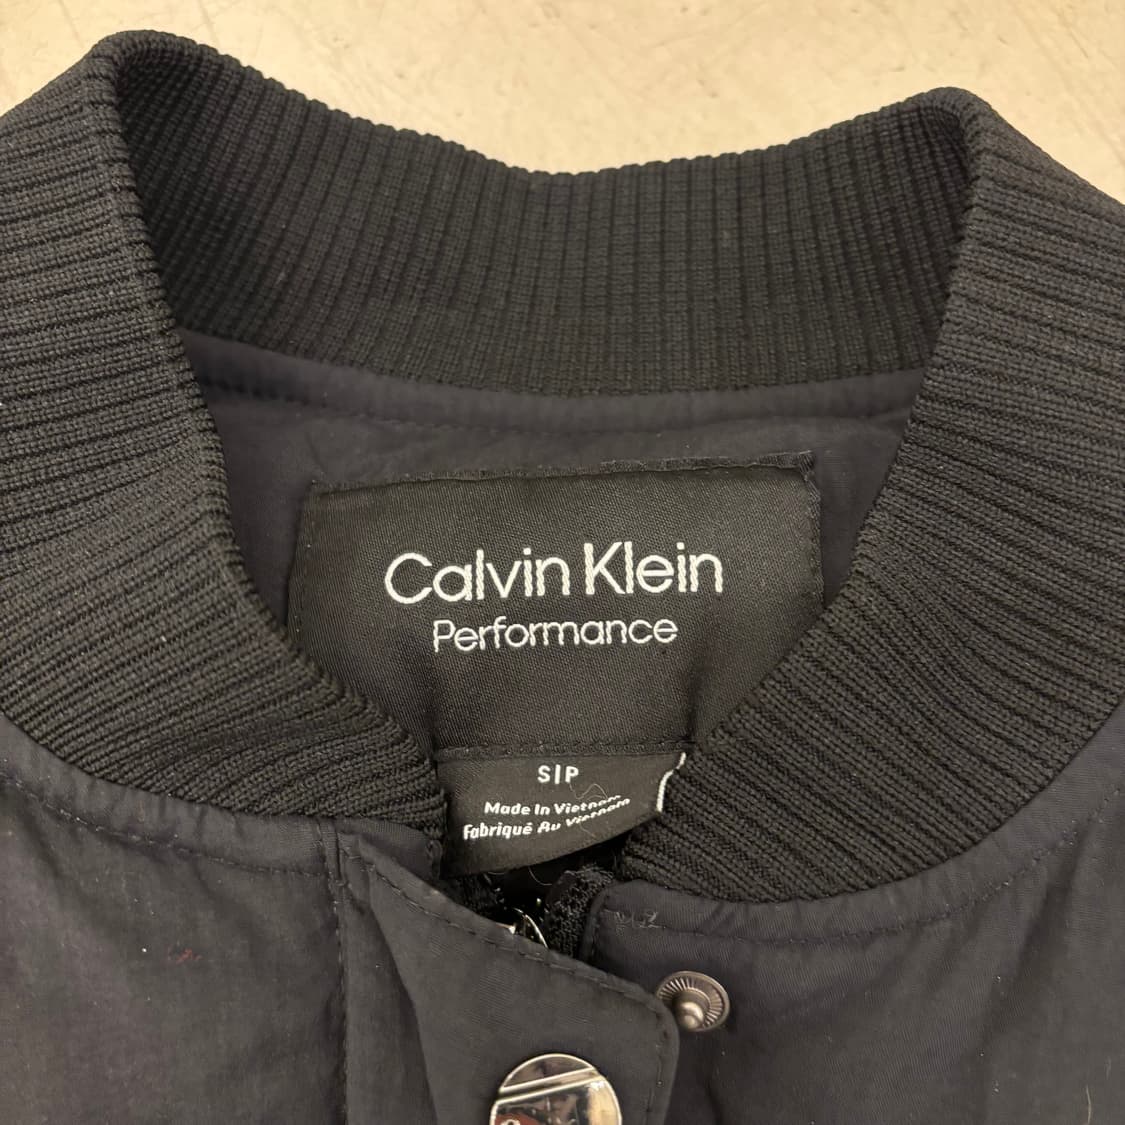 Calvin Klein
Performance
S|P
Made In Vietnam
Fabriqué Au Vietnam